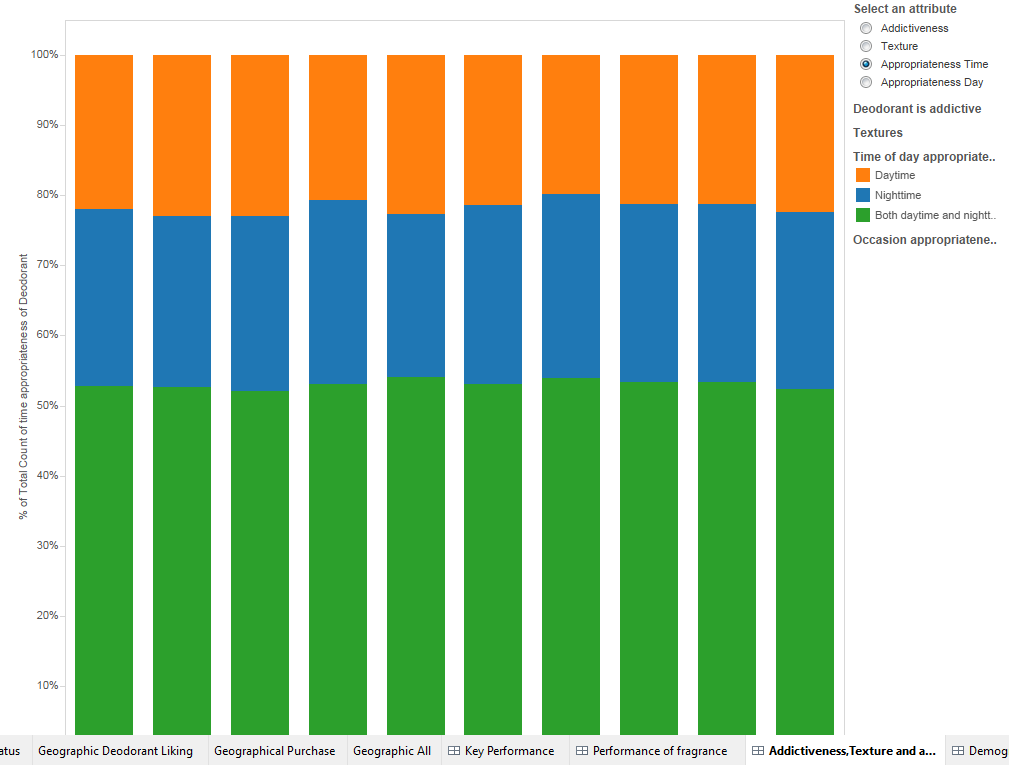 Select an attribute
Addictiveness
Texture
Appropriateness Time
Appropriateness Day
Deodorant is addictive
Textures
Time of day appropriate..
Daytime
Nighttime
Both daytime and nightt..
Occasion appropriatene..
% of Total Count of time appropriateness of Deodorant
100%
90%
80%
70%
60%
50%
40%
30%
20%
10%
atus Geographic Deodorant Liking Geographical Purchase Geographic All Key Performance Performance of fragrance Addictiveness,Texture and a... Demog